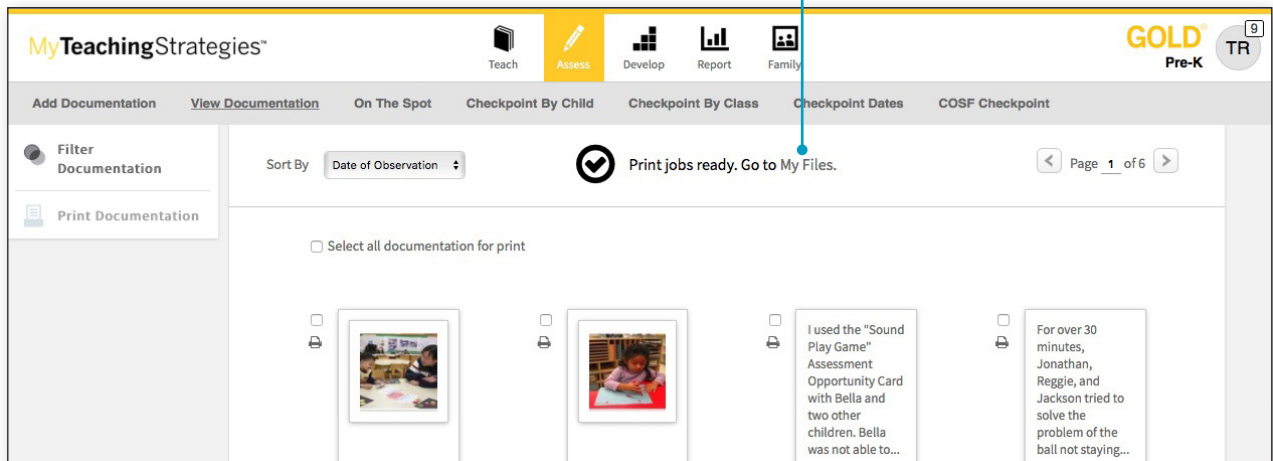 MyTeachingStrategies™
Teach
Assess
Develop
Report
Family
GOLD®
Pre-K
TR
9
Add Documentation
View Documentation
On The Spot
Checkpoint By Child
Checkpoint By Class
Checkpoint Dates
COSF Checkpoint
Filter
Documentation
Print Documentation
Sort By
Date of Observation
Print jobs ready. Go to My Files.
Page 1 of 6
Select all documentation for print
I used the "Sound
Play Game"
Assessment
Opportunity Card
with Bella and
two other
children. Bella
was not able to...
For over 30
minutes,
Jonathan,
Reggie, and
Jackson tried to
solve the
problem of the
ball not staying...